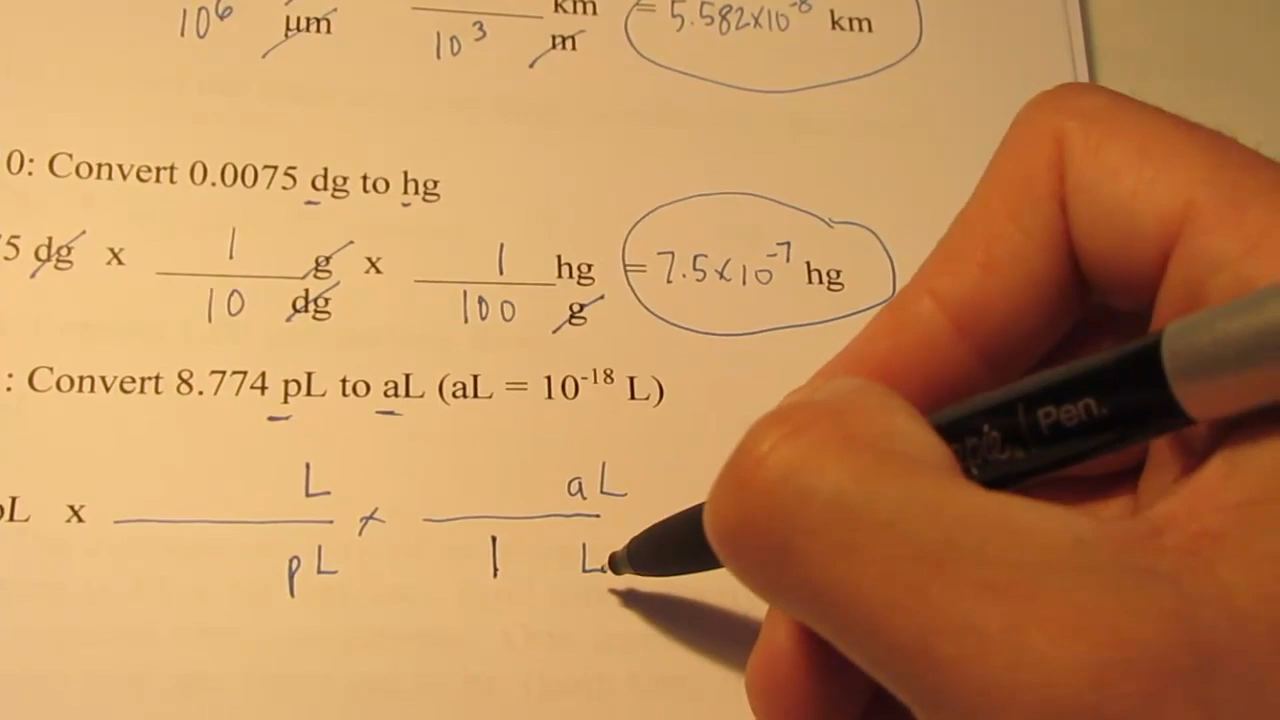 km
10⁶ μm 10³ m = 5.582x10⁻⁸ km
0: Convert 0.0075 dg to hg
5 dg x 1 g x 1 hg = 7.5x10⁻⁷ hg
10 dg 100 g
: Convert 8.774 pL to aL (aL = 10⁻¹⁸ L)
L aL
L x x
pL 1 L
Pen.